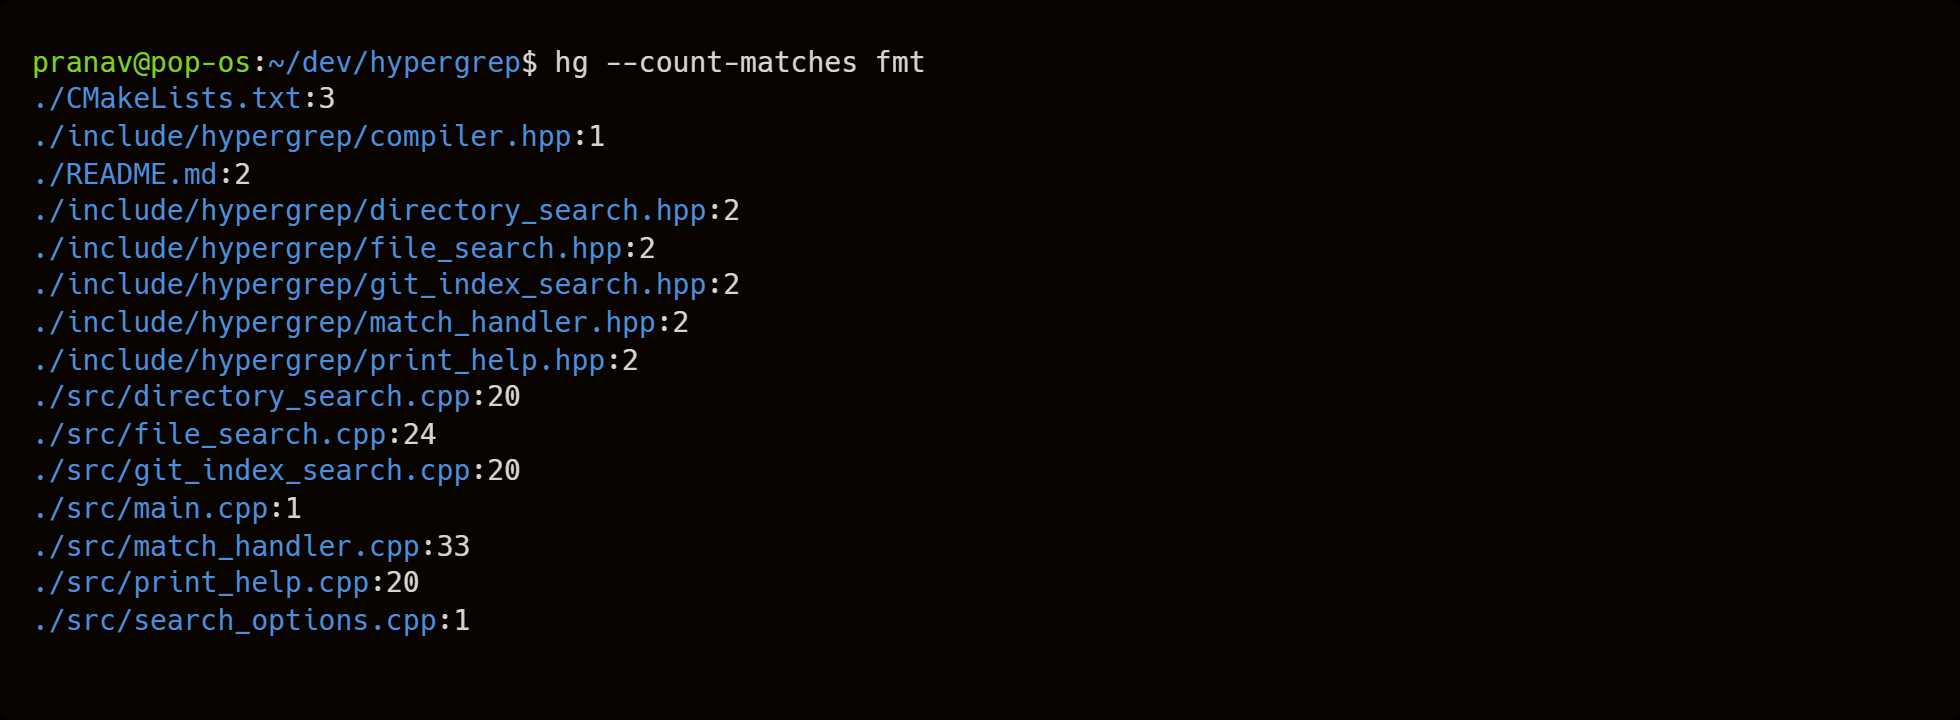 pranav@pop-os:~/dev/hypergrep$ hg --count-matches fmt
./CMakeLists.txt:3
./include/hypergrep/compiler.hpp:1
./README.md:2
./include/hypergrep/directory_search.hpp:2
./include/hypergrep/file_search.hpp:2
./include/hypergrep/git_index_search.hpp:2
./include/hypergrep/match_handler.hpp:2
./include/hypergrep/print_help.hpp:2
./src/directory_search.cpp:20
./src/file_search.cpp:24
./src/git_index_search.cpp:20
./src/main.cpp:1
./src/match_handler.cpp:33
./src/print_help.cpp:20
./src/search_options.cpp:1